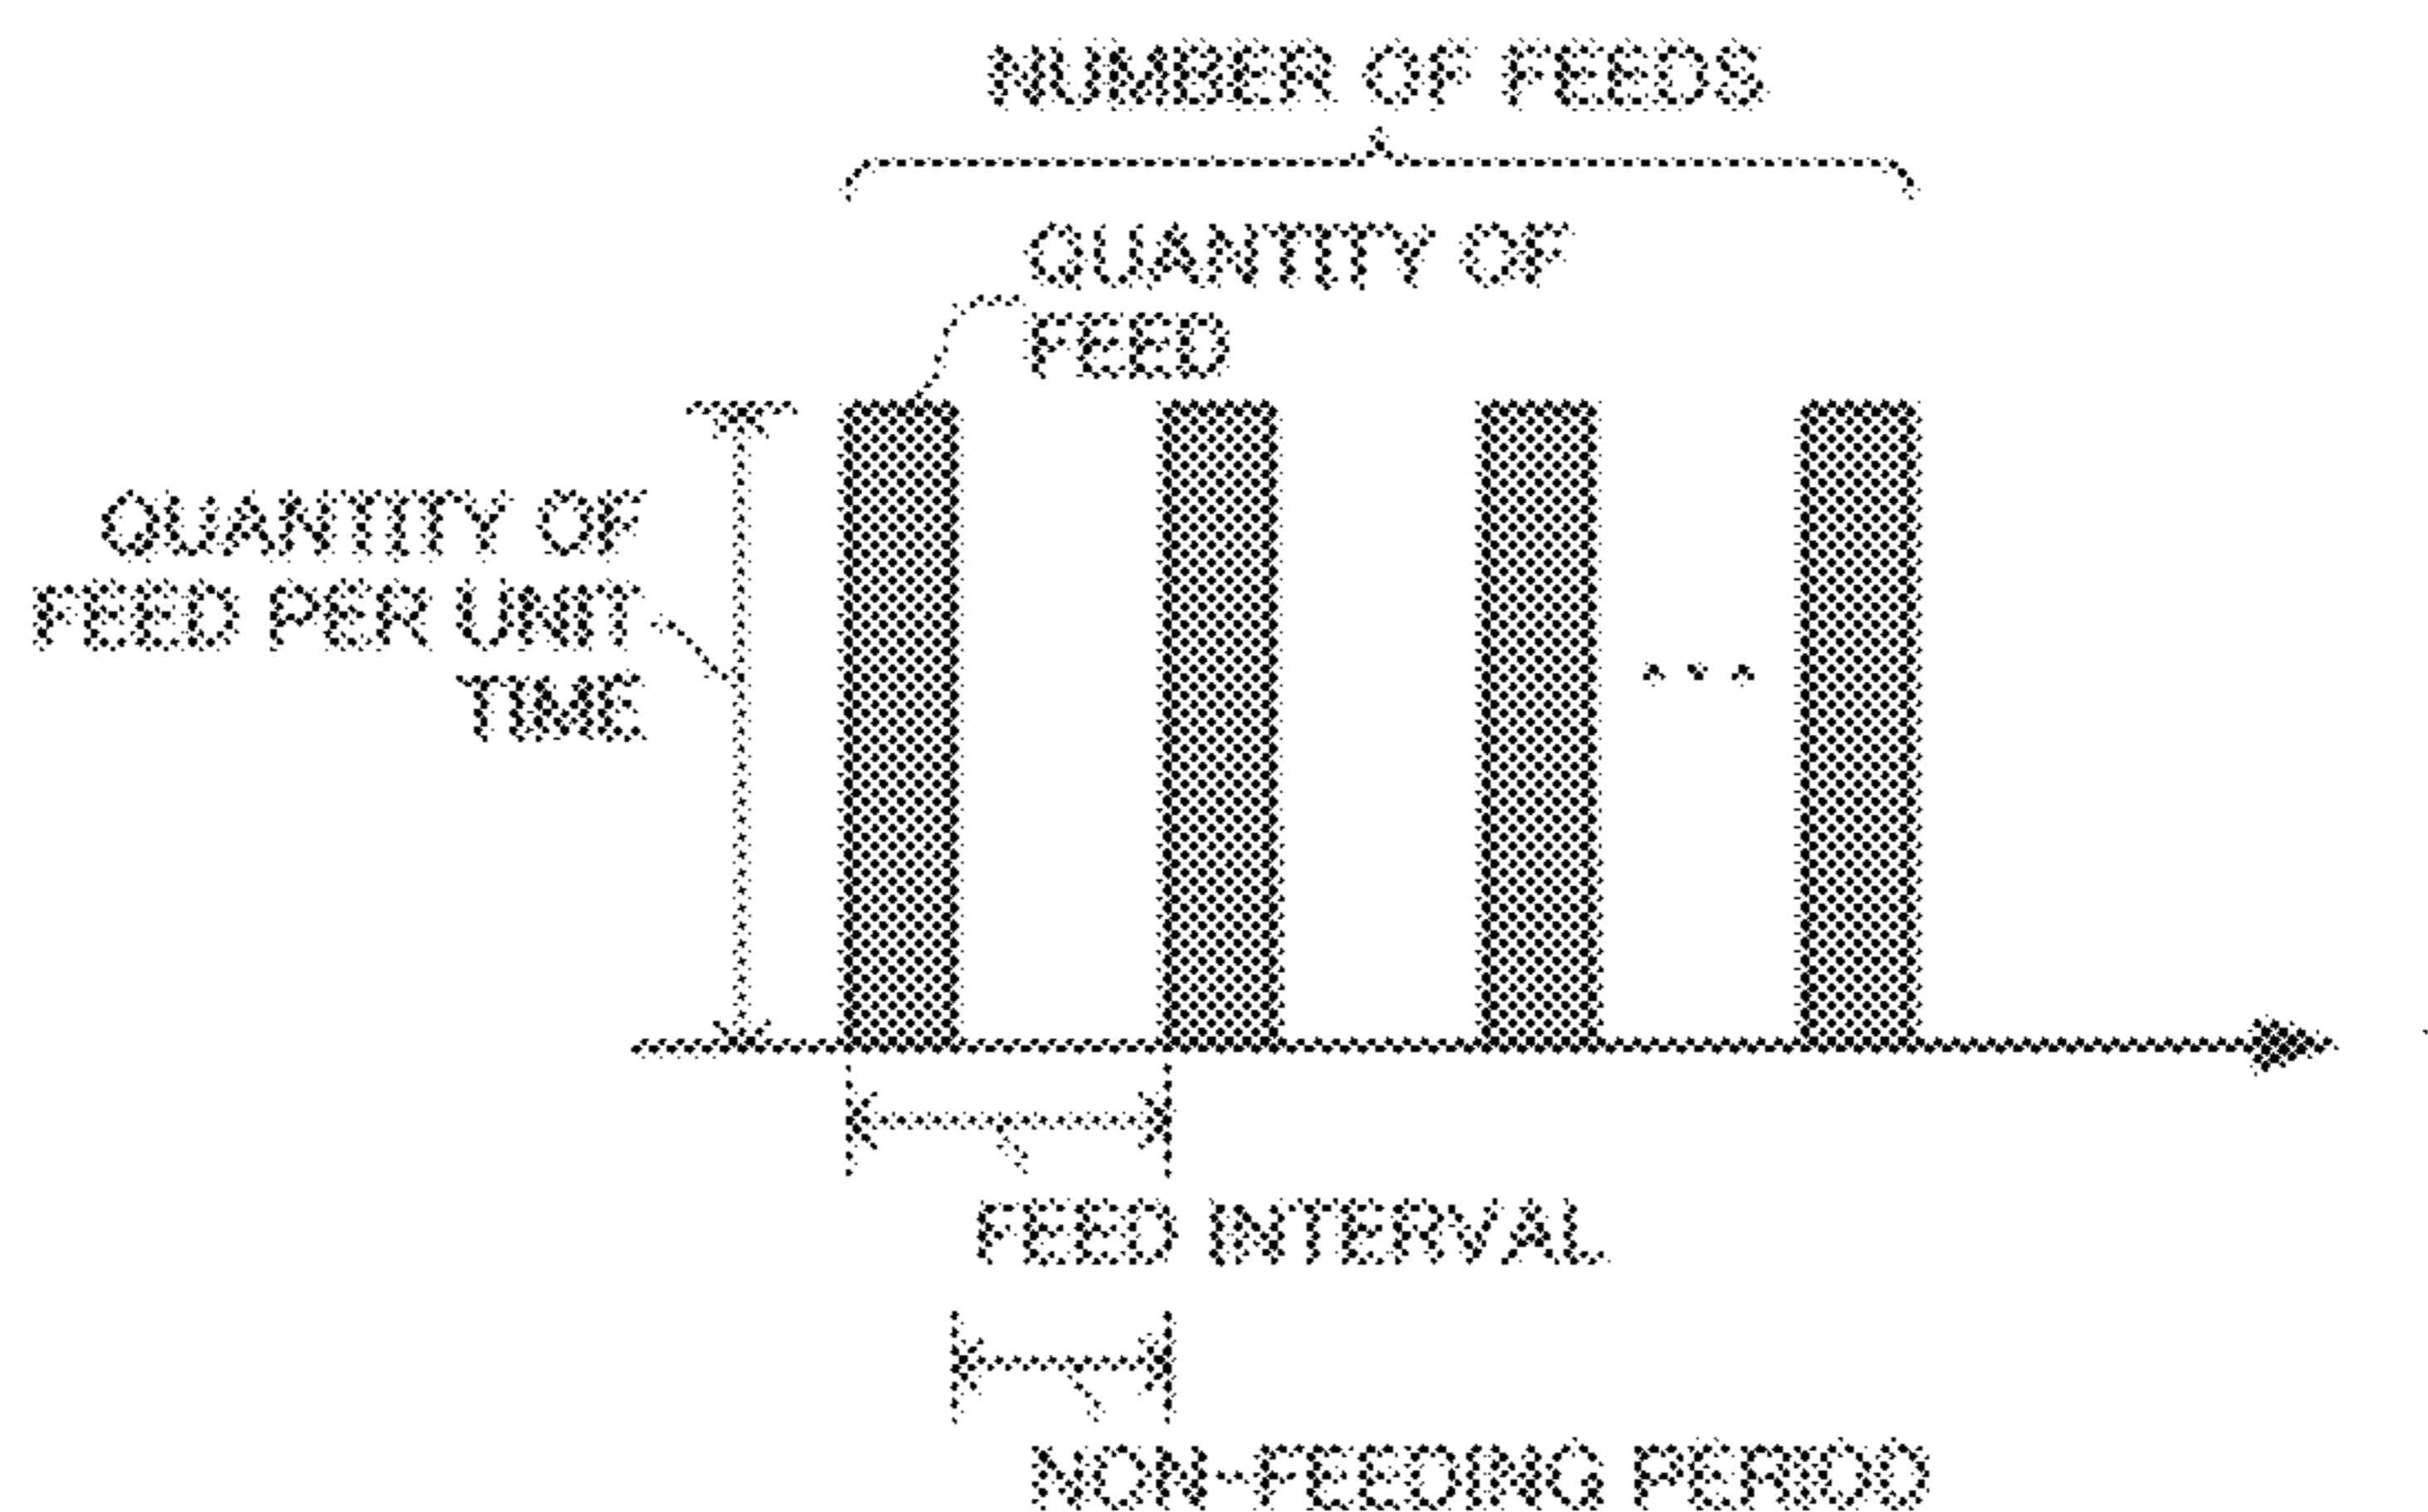 NUMBER OF FEEDS
QUANTITY OF
FEED
QUANTITY OF
FEED PER UNIT
TIME
...
FEED INTERVAL
NON-FEEDING PERIOD